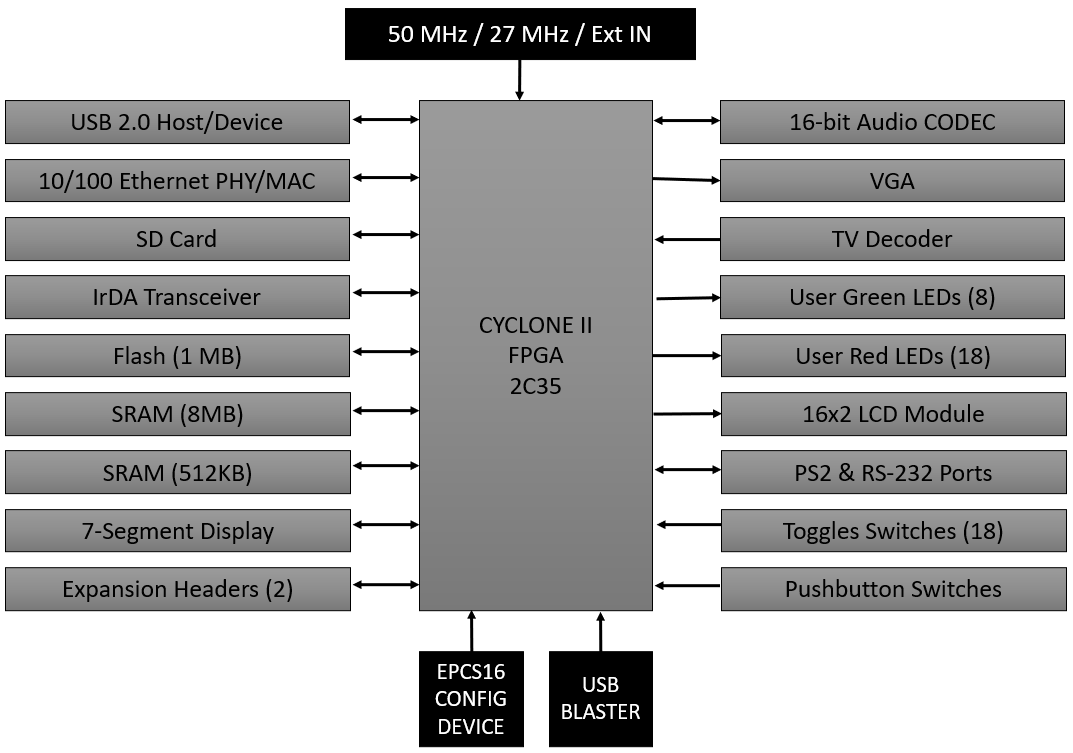 50 MHz / 27 MHz / Ext IN
USB 2.0 Host/Device
10/100 Ethernet PHY/MAC
SD Card
IrDA Transceiver
Flash (1 MB)
SRAM (8MB)
SRAM (512KB)
7-Segment Display
Expansion Headers (2)
CYCLONE II
FPGA
2C35
16-bit Audio CODEC
VGA
TV Decoder
User Green LEDs (8)
User Red LEDs (18)
16x2 LCD Module
PS2 & RS-232 Ports
Toggles Switches (18)
Pushbutton Switches
EPCS16
CONFIG
DEVICE
USB
BLASTER